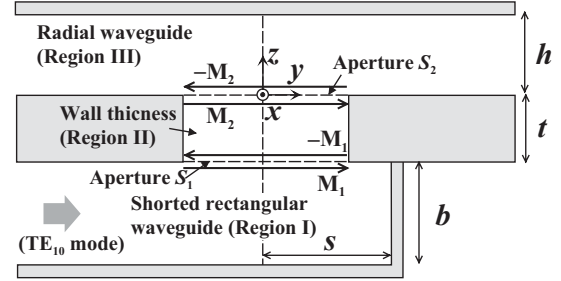 Radial waveguide
(Region III)
z
Aperture S₂
h
−M₂
y
Wall thicness
(Region II)
M₂
x
t
−M₁
Aperture S₁
M₁
Shorted rectangular
waveguide (Region I)
b
(TE₁₀ mode)
s